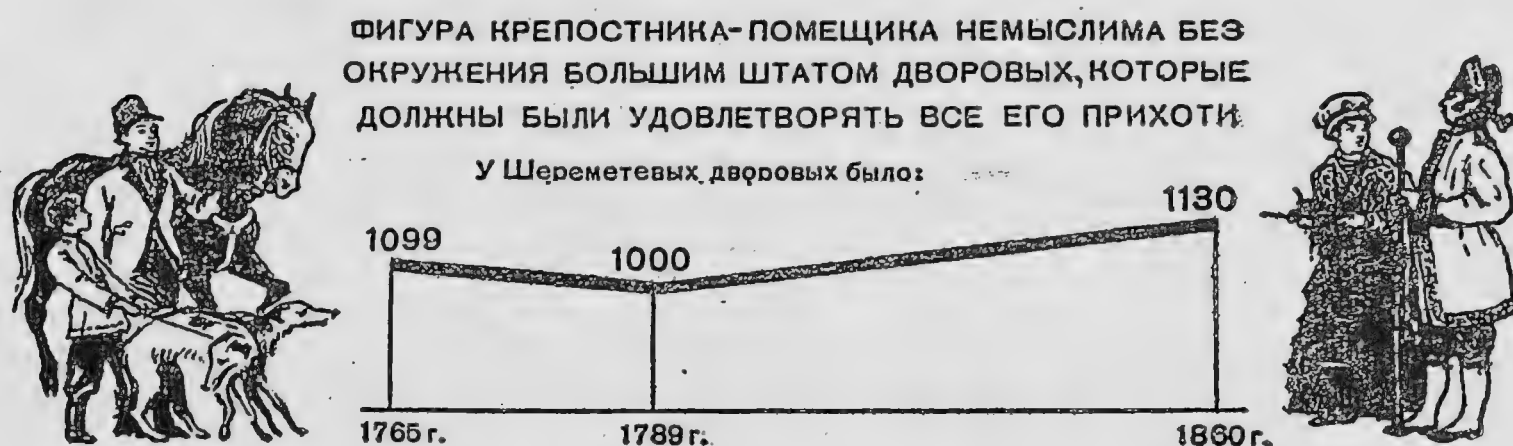 ФИГУРА КРЕПОСТНИКА-ПОМЕЩИКА НЕМЫСЛИМА БЕЗ
ОКРУЖЕНИЯ БОЛЬШИМ ШТАТОМ ДВОРОВЫХ, КОТОРЫЕ
ДОЛЖНЫ БЫЛИ УДОВЛЕТВОРЯТЬ ВСЕ ЕГО ПРИХОТИ
У Шереметевых дворовых было:
1099
1000
1130
1765 г.
1789 г.
1860 г.